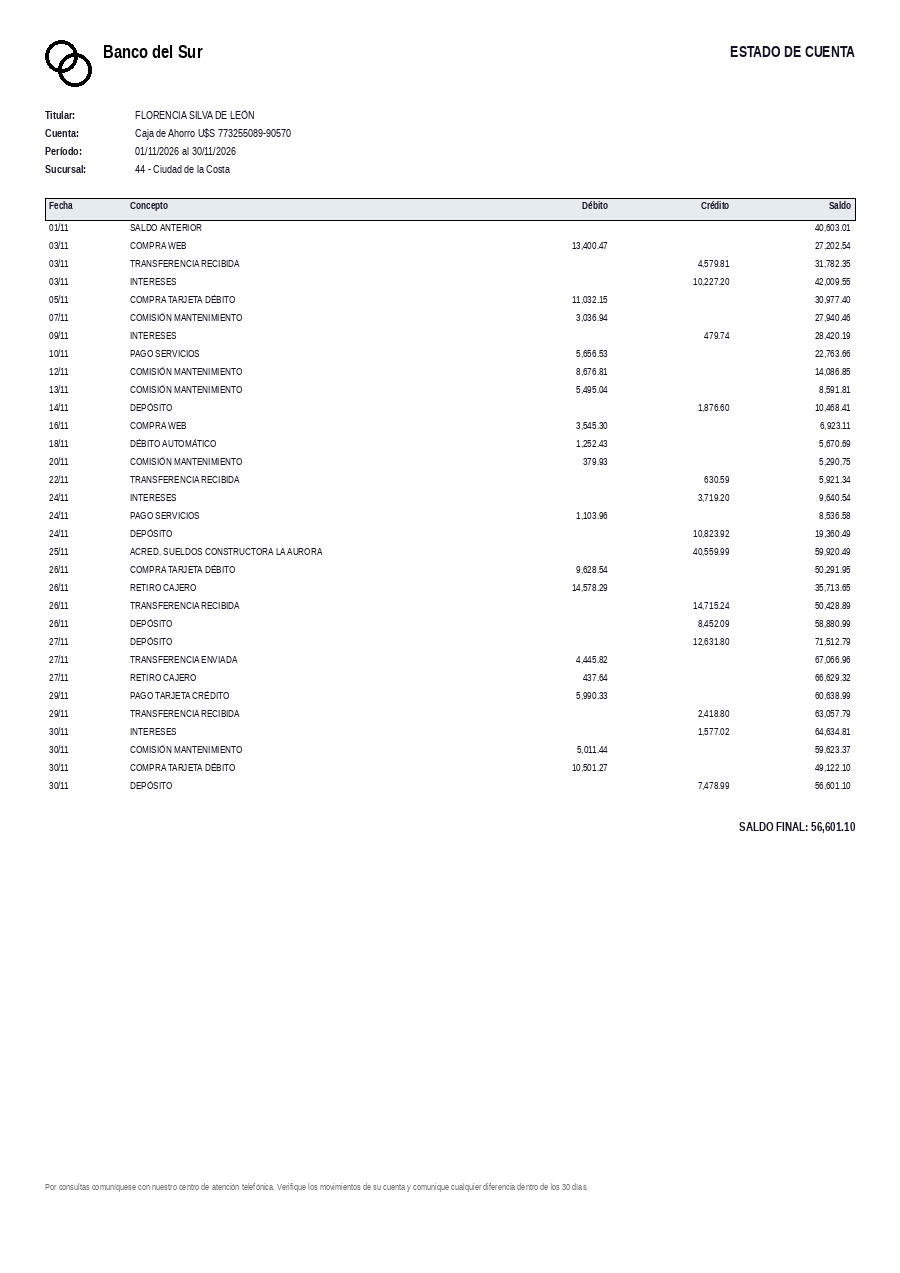 Banco del Sur
ESTADO DE CUENTA
Titular: FLORENCIA SILVA DE LEÓN
Cuenta: Caja de Ahorro U$S 773255089-90570
Período: 01/11/2026 al 30/11/2026
Sucursal: 44 - Ciudad de la Costa
Fecha Concepto Débito Crédito Saldo
01/11 SALDO ANTERIOR 40,603.01
03/11 COMPRA WEB 13,400.47 27,202.54
03/11 TRANSFERENCIA RECIBIDA 4,579.81 31,782.35
03/11 INTERESES 10,227.20 42,009.55
05/11 COMPRA TARJETA DÉBITO 11,032.15 30,977.40
07/11 COMISIÓN MANTENIMIENTO 3,036.94 27,940.46
09/11 INTERESES 479.74 28,420.19
10/11 PAGO SERVICIOS 5,656.53 22,763.66
12/11 COMISIÓN MANTENIMIENTO 8,676.81 14,086.85
13/11 COMISIÓN MANTENIMIENTO 5,495.04 8,591.81
14/11 DEPÓSITO 1,876.60 10,468.41
16/11 COMPRA WEB 3,545.30 6,923.11
18/11 DÉBITO AUTOMÁTICO 1,252.43 5,670.69
20/11 COMISIÓN MANTENIMIENTO 379.93 5,290.75
22/11 TRANSFERENCIA RECIBIDA 630.59 5,921.34
24/11 INTERESES 3,719.20 9,640.54
24/11 PAGO SERVICIOS 1,103.96 8,536.58
24/11 DEPÓSITO 10,823.92 19,360.49
25/11 ACRED. SUELDOS CONSTRUCTORA LA AURORA 40,559.99 59,920.49
26/11 COMPRA TARJETA DÉBITO 9,628.54 50,291.95
26/11 RETIRO CAJERO 14,578.29 35,713.65
26/11 TRANSFERENCIA RECIBIDA 14,715.24 50,428.89
26/11 DEPÓSITO 8,452.09 58,880.99
27/11 DEPÓSITO 12,631.80 71,512.79
27/11 TRANSFERENCIA ENVIADA 4,445.82 67,066.96
27/11 RETIRO CAJERO 437.64 66,629.32
29/11 PAGO TARJETA CRÉDITO 5,990.33 60,638.99
29/11 TRANSFERENCIA RECIBIDA 2,418.80 63,057.79
30/11 INTERESES 1,577.02 64,634.81
30/11 COMISIÓN MANTENIMIENTO 5,011.44 59,623.37
30/11 COMPRA TARJETA DÉBITO 10,501.27 49,122.10
30/11 DEPÓSITO 7,478.99 56,601.10
SALDO FINAL: 56,601.10
Por consultas comuníquese con nuestro centro de atención telefónica. Verifique los movimientos de su cuenta y comunique cualquier diferencia dentro de los 30 días.